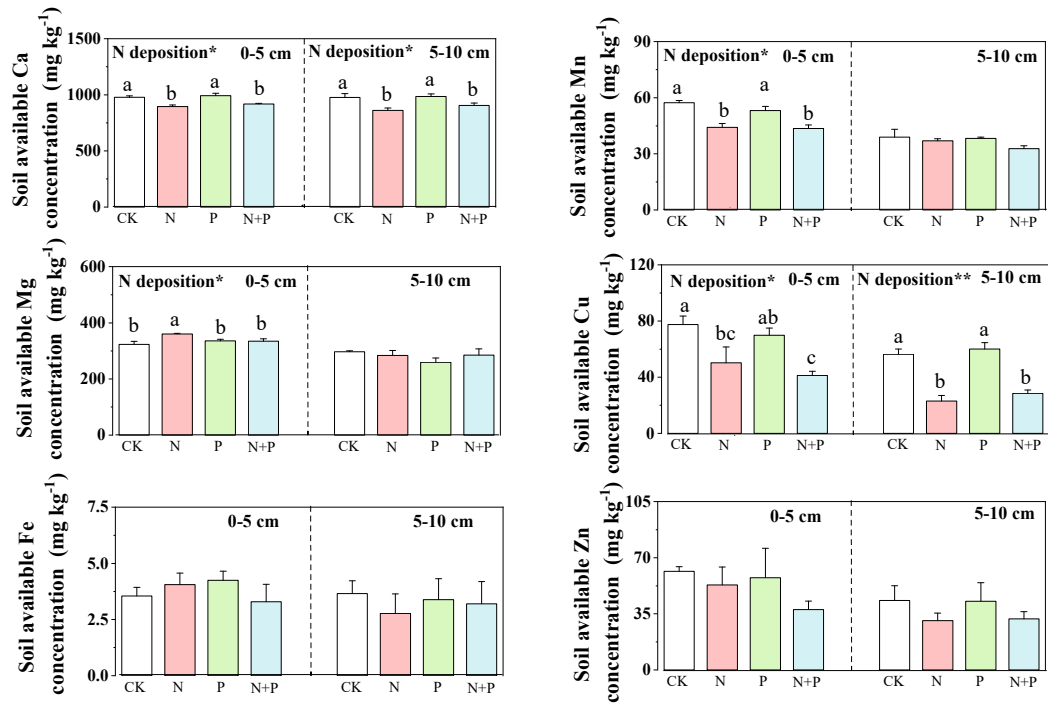 Soil available Ca
concentration (mg kg-1)
1500
1000
500
0
N deposition* 0-5 cm
a b a b
CK N P N+P
N deposition* 5-10 cm
a b a b
CK N P N+P
Soil available Mn
concentration (mg kg-1)
90
60
30
0
N deposition* 0-5 cm
a b a b
CK N P N+P
5-10 cm
CK N P N+P
Soil available Mg
concentration (mg kg-1)
600
400
200
0
N deposition* 0-5 cm
b a b b
CK N P N+P
5-10 cm
CK N P N+P
Soil available Cu
concentration (mg kg-1)
120
80
40
0
N deposition* 0-5 cm
a bc ab c
CK N P N+P
N deposition** 5-10 cm
a b a b
CK N P N+P
Soil available Fe
concentration (mg kg-1)
7.5
5.0
2.5
0.0
0-5 cm
CK N P N+P
5-10 cm
CK N P N+P
Soil available Zn
concentration (mg kg-1)
105
70
35
0
0-5 cm
CK N P N+P
5-10 cm
CK N P N+P